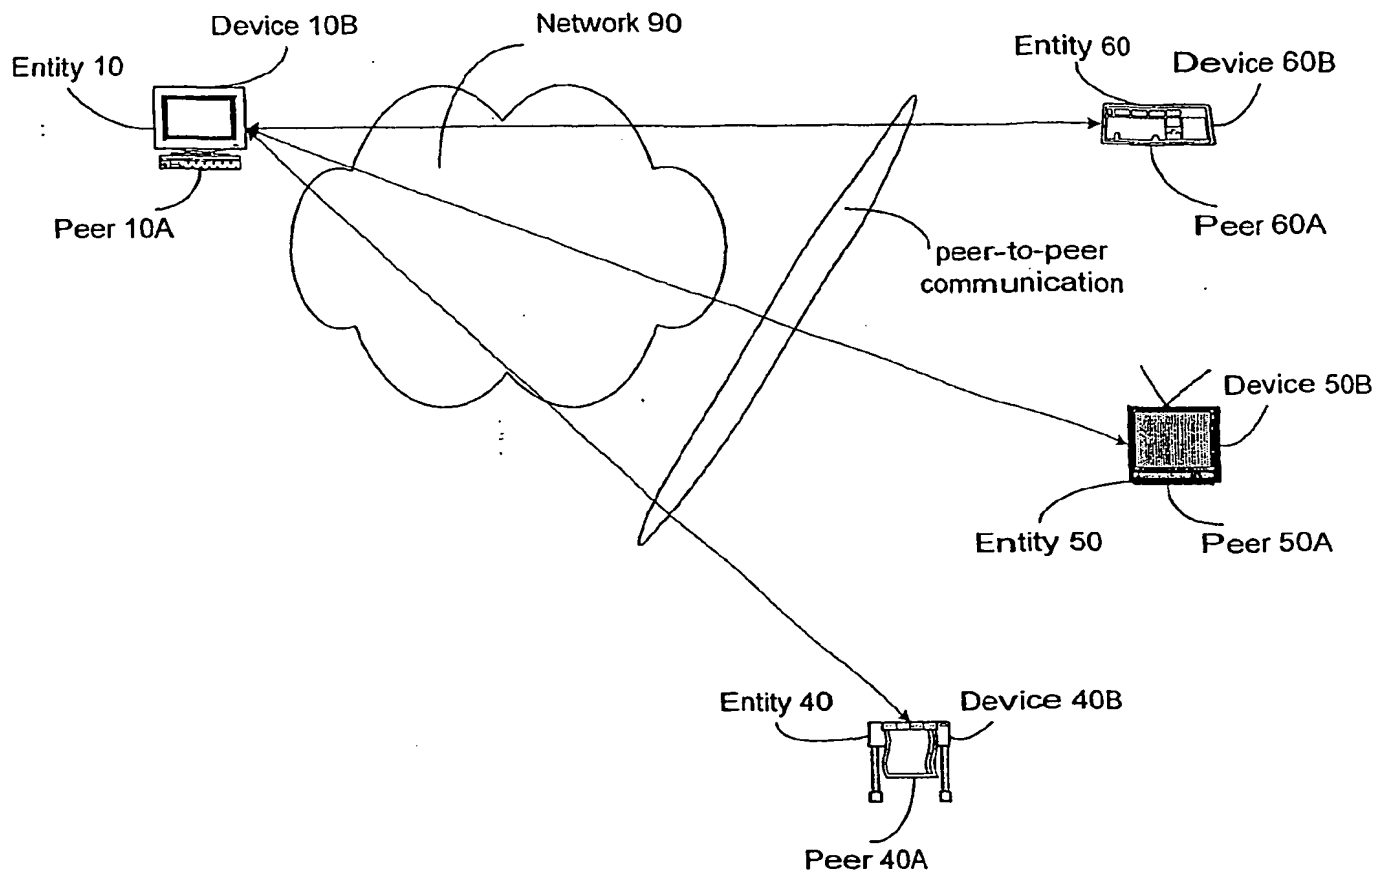 Device 10B
Network 90
Entity 10
Entity 60
Device 60B
Peer 10A
Peer 60A
peer-to-peer
communication
Device 50B
Entity 50
Peer 50A
Entity 40
Device 40B
Peer 40A